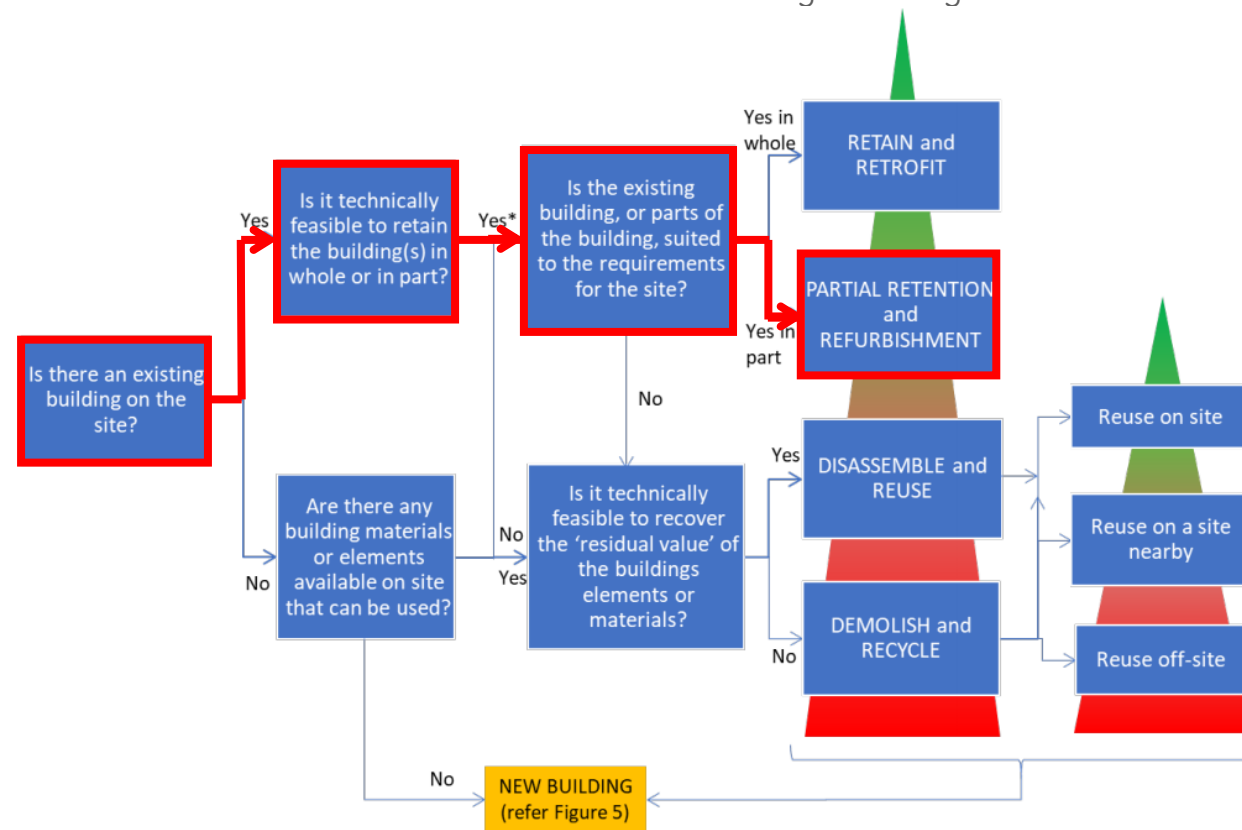 Yes in
whole
RETAIN and
RETROFIT
Is it technically
feasible to retain
the building(s) in
whole or in part?
Yes
Yes*
Is the existing
building, or parts of
the building, suited
to the requirements
for the site?
PARTIAL RETENTION
and
REFURBISHMENT
Yes in
part
Is there an existing
building on the
site?
No
Reuse on site
Are there any
building materials
or elements
available on site
that can be used?
No
No
Yes
Is it technically
feasible to recover
the ‘residual value’ of
the buildings
elements or
materials?
Yes
DISASSEMBLE and
REUSE
Reuse on a site
nearby
No
DEMOLISH and
RECYCLE
Reuse off-site
No
NEW BUILDING
(refer Figure 5)